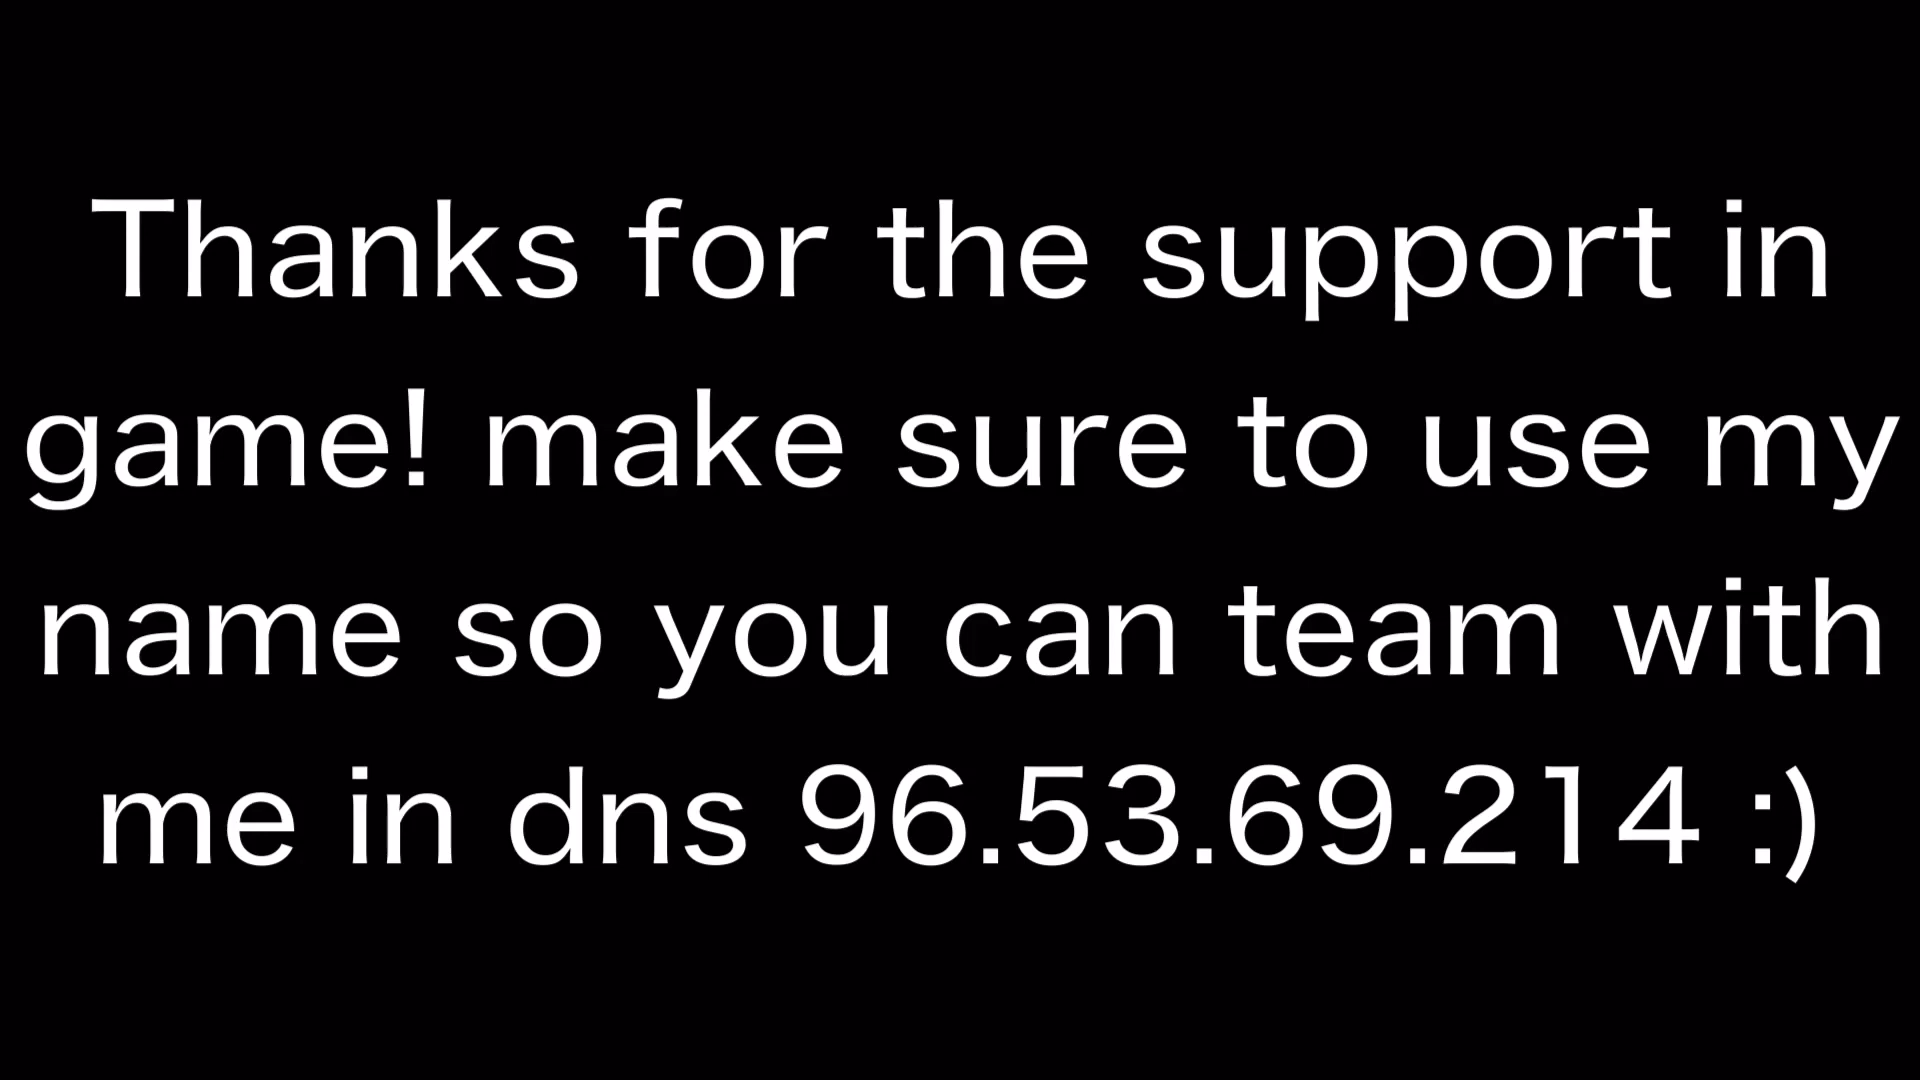 Thanks for the support in
game! make sure to use my
name so you can team with
me in dns 96.53.69.214 :)